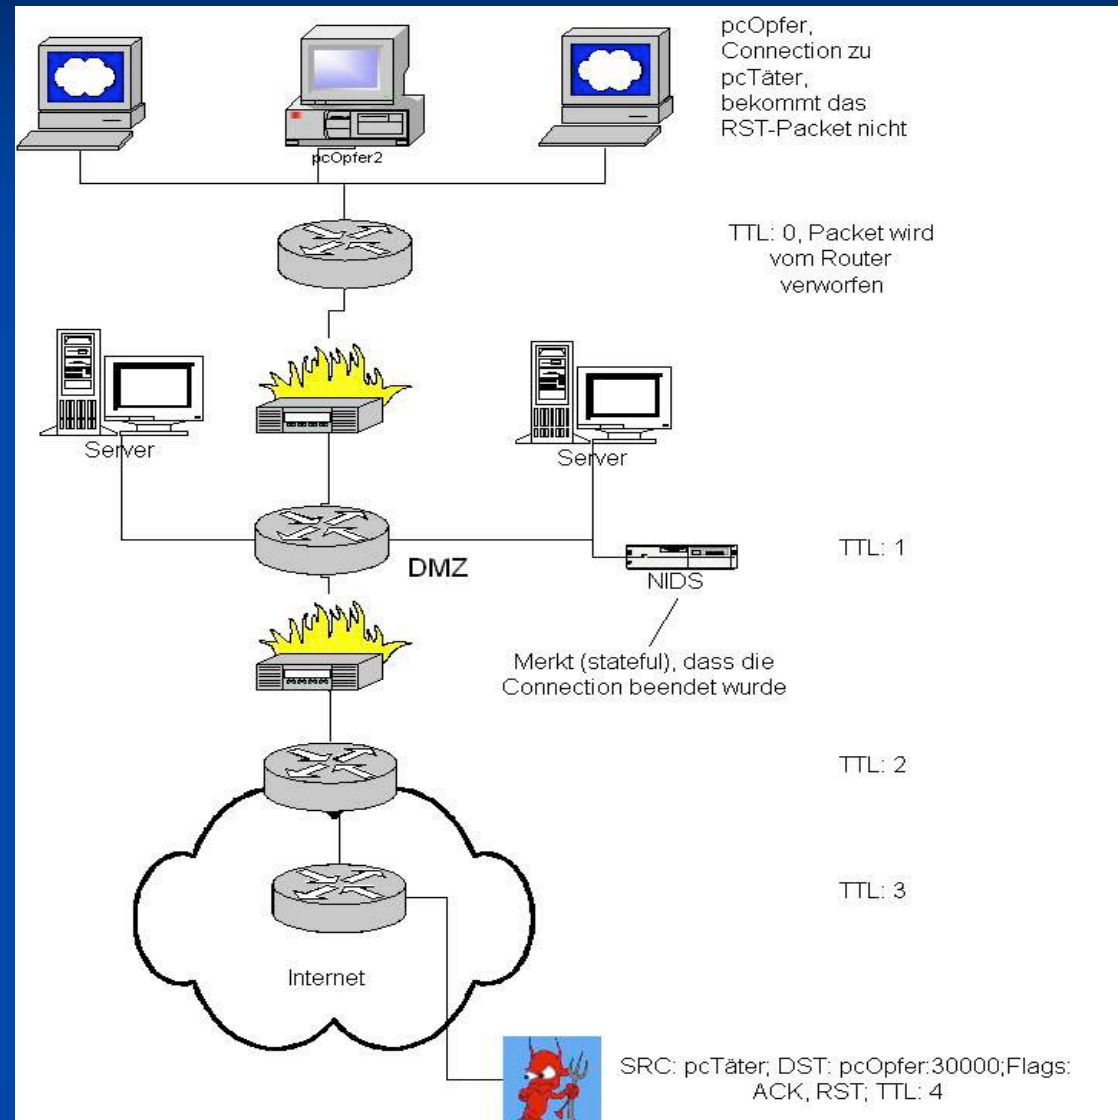 pcOpfer,
Connection zu
pcTäter,
bekommt das
RST-Packet nicht
pcOpfer2
TTL: 0, Packet wird
vom Router
verworfen
Server
Server
TTL: 1
DMZ
NIDS
Merkt (stateful), dass die
Connection beendet wurde
TTL: 2
TTL: 3
Internet
SRC: pcTäter; DST: pcOpfer:30000;Flags:
ACK, RST; TTL: 4